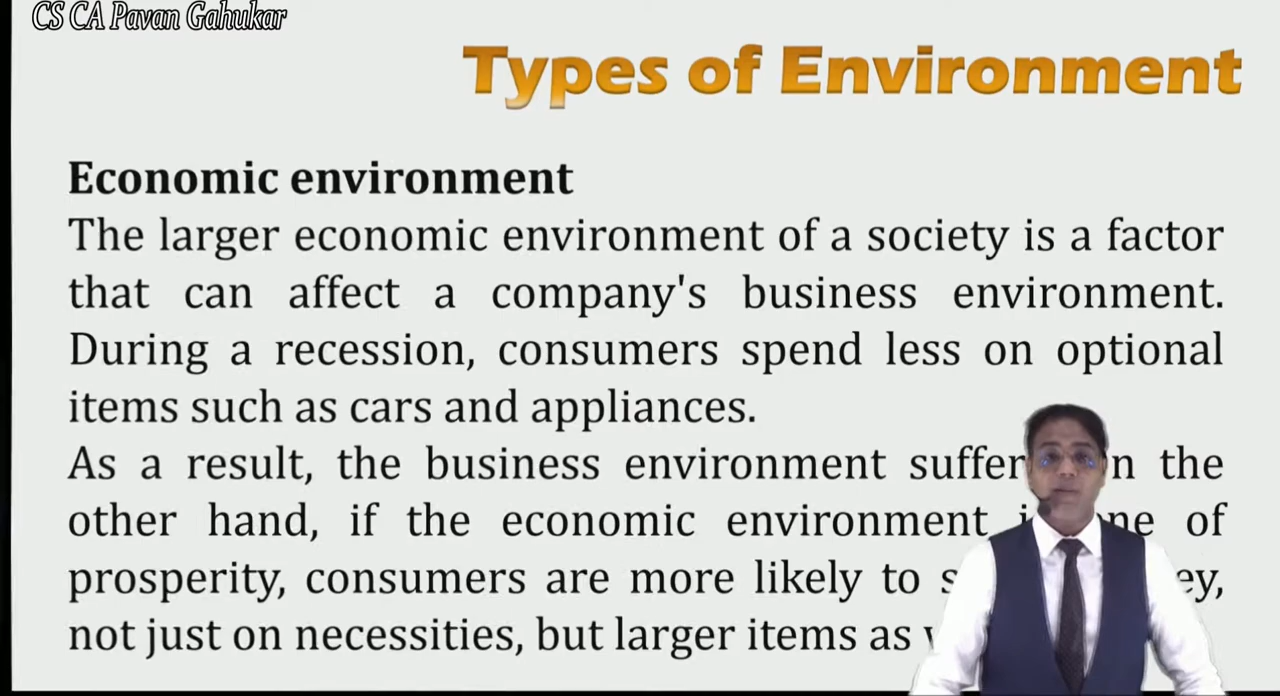 CS CA Pavan Gahukar
Types of Environment
Economic environment
The larger economic environment of a society is a factor
that can affect a company's business environment.
During a recession, consumers spend less on optional
items such as cars and appliances.
As a result, the business environment the
other hand, if the economic environment of
prosperity, consumers are more likely to
not just on necessities, but larger items as